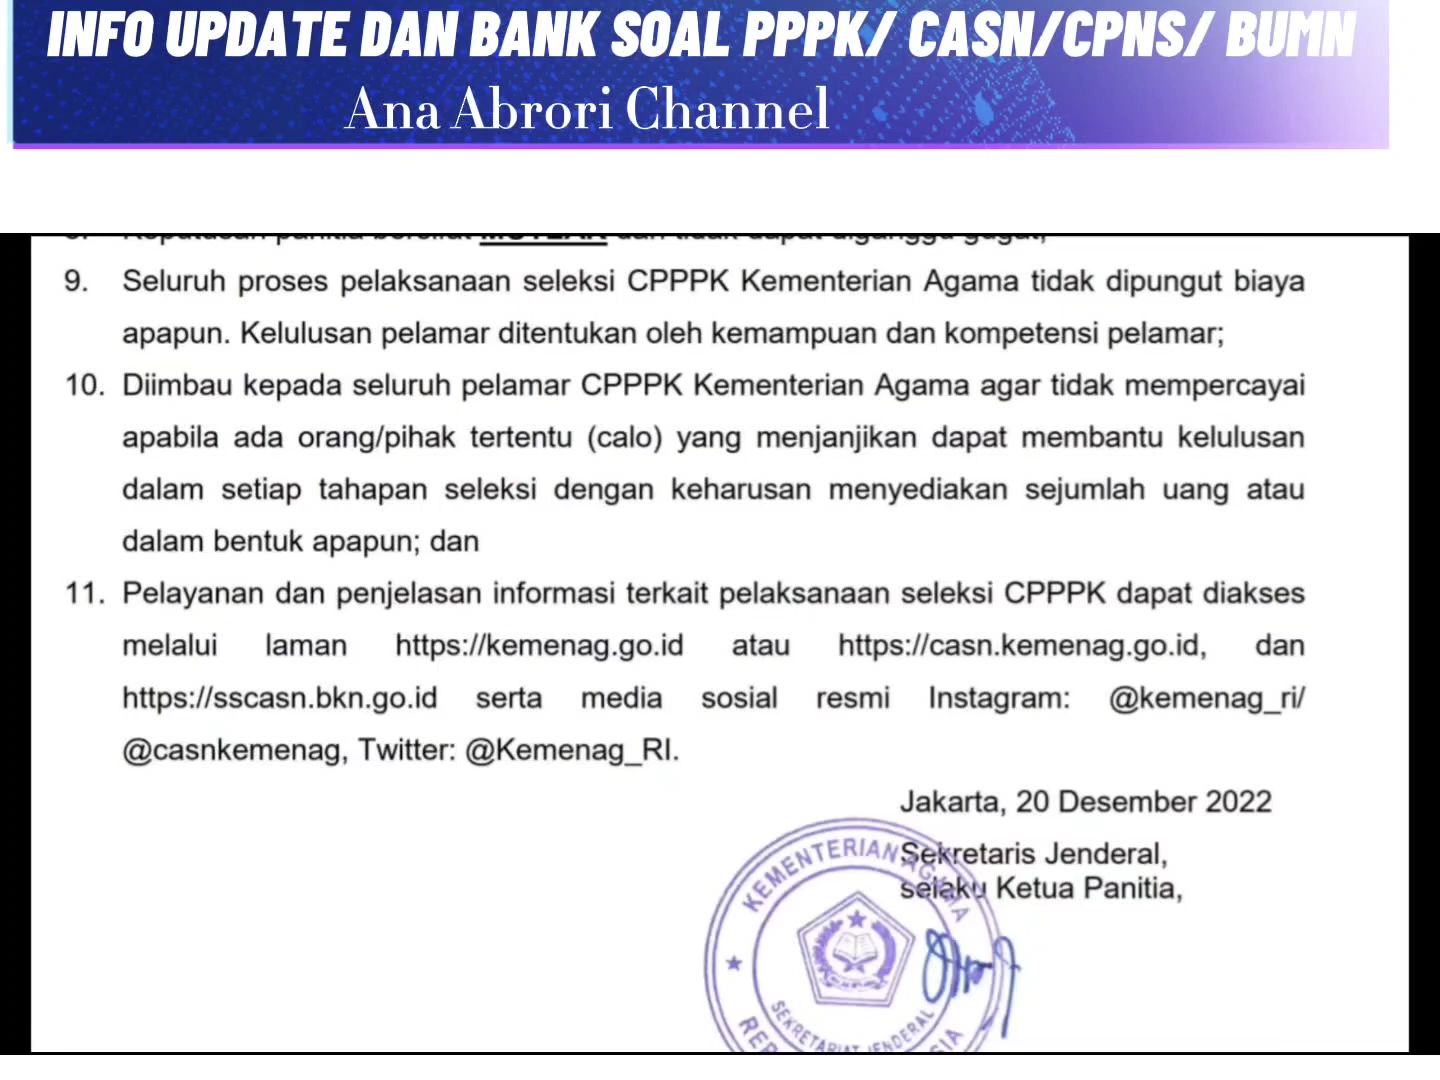 INFO UPDATE DAN BANK SOAL PPPK/ CASN/CPNS/ BUMN
Ana Abrori Channel
9. Seluruh proses pelaksanaan seleksi CPPPK Kementerian Agama tidak dipungut biaya
apapun. Kelulusan pelamar ditentukan oleh kemampuan dan kompetensi pelamar;
10. Diimbau kepada seluruh pelamar CPPPK Kementerian Agama agar tidak mempercayai
apabila ada orang/pihak tertentu (calo) yang menjanjikan dapat membantu kelulusan
dalam setiap tahapan seleksi dengan keharusan menyediakan sejumlah uang atau
dalam bentuk apapun; dan
11. Pelayanan dan penjelasan informasi terkait pelaksanaan seleksi CPPPK dapat diakses
melalui laman https://kemenag.go.id atau https://casn.kemenag.go.id, dan
https://sscasn.bkn.go.id serta media sosial resmi Instagram: @kemenag_ri/
@casnkemenag, Twitter: @Kemenag_RI.
Jakarta, 20 Desember 2022
Sekretaris Jenderal,
selaku Ketua Panitia,
KEMENTERIAN AGAMA
SEKRETARIAT JENDERAL